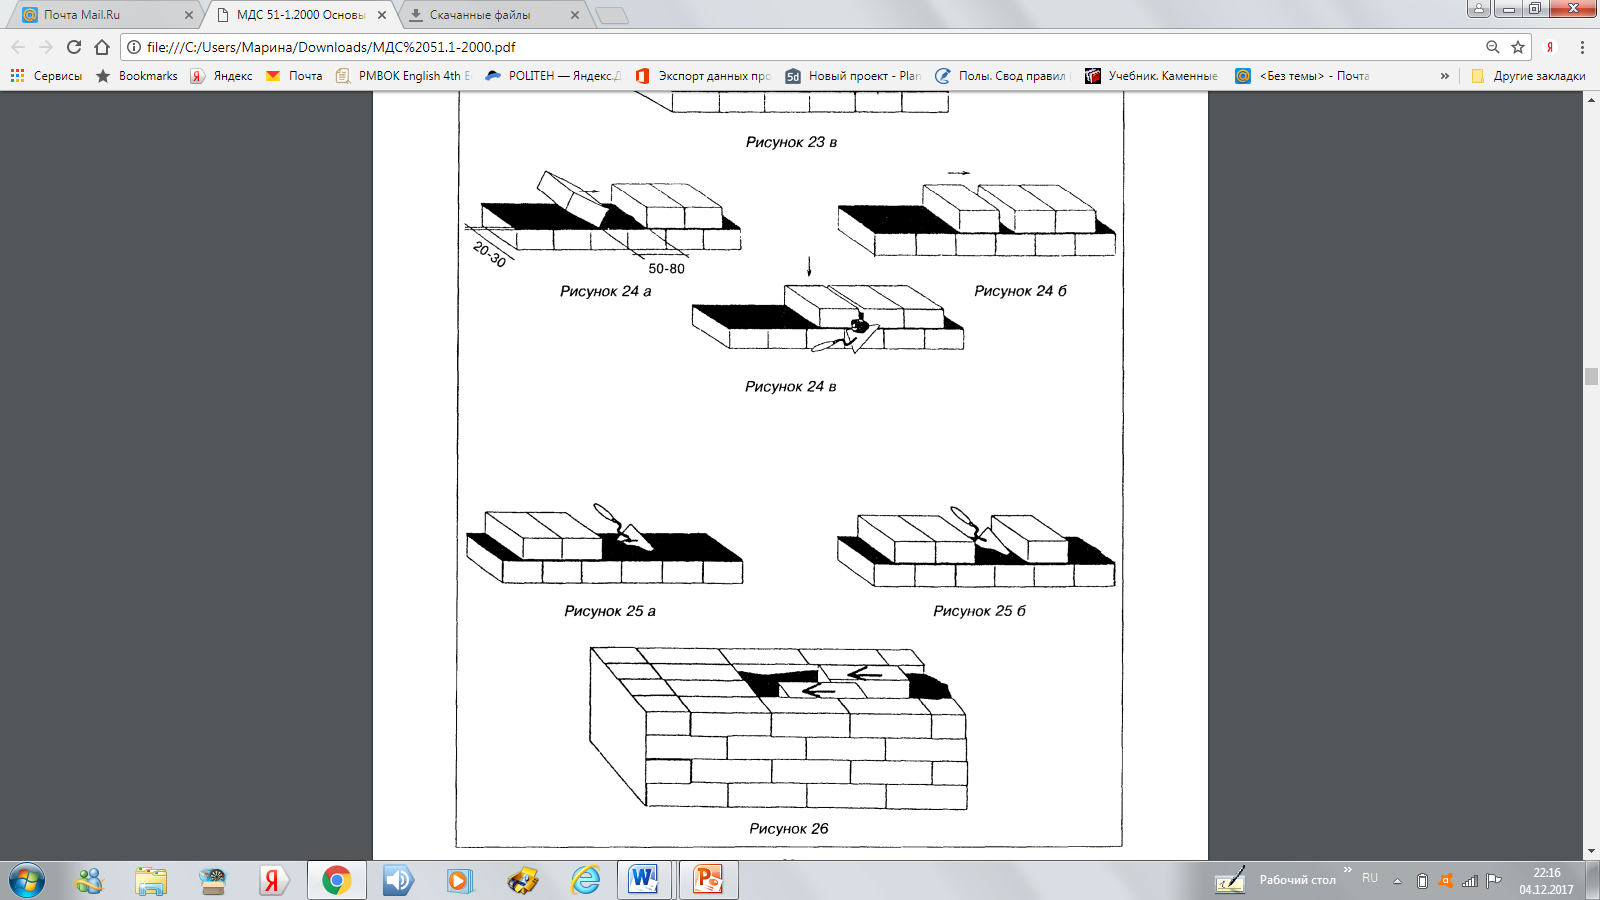 Почта Mail.Ru
МДС 51-1.2000 Основы
Скачанные файлы
file:///C:/Users/Марина/Downloads/МДС%2051.1-2000.pdf
Сервисы
Bookmarks
Яндекс
Почта
PMBOK English 4th E
POLITEH — Яндекс.Д
Экспорт данных про
Новый проект - Plan
Полы. Свод правил
Учебник. Каменные
<Без темы> - Почта
»
Другие закладки
Рисунок 23 в
20-30
50-80
Рисунок 24 а
Рисунок 24 б
Рисунок 24 в
Рисунок 25 а
Рисунок 25 б
Рисунок 26
Рабочий стол
»
RU
22:16
04.12.2017